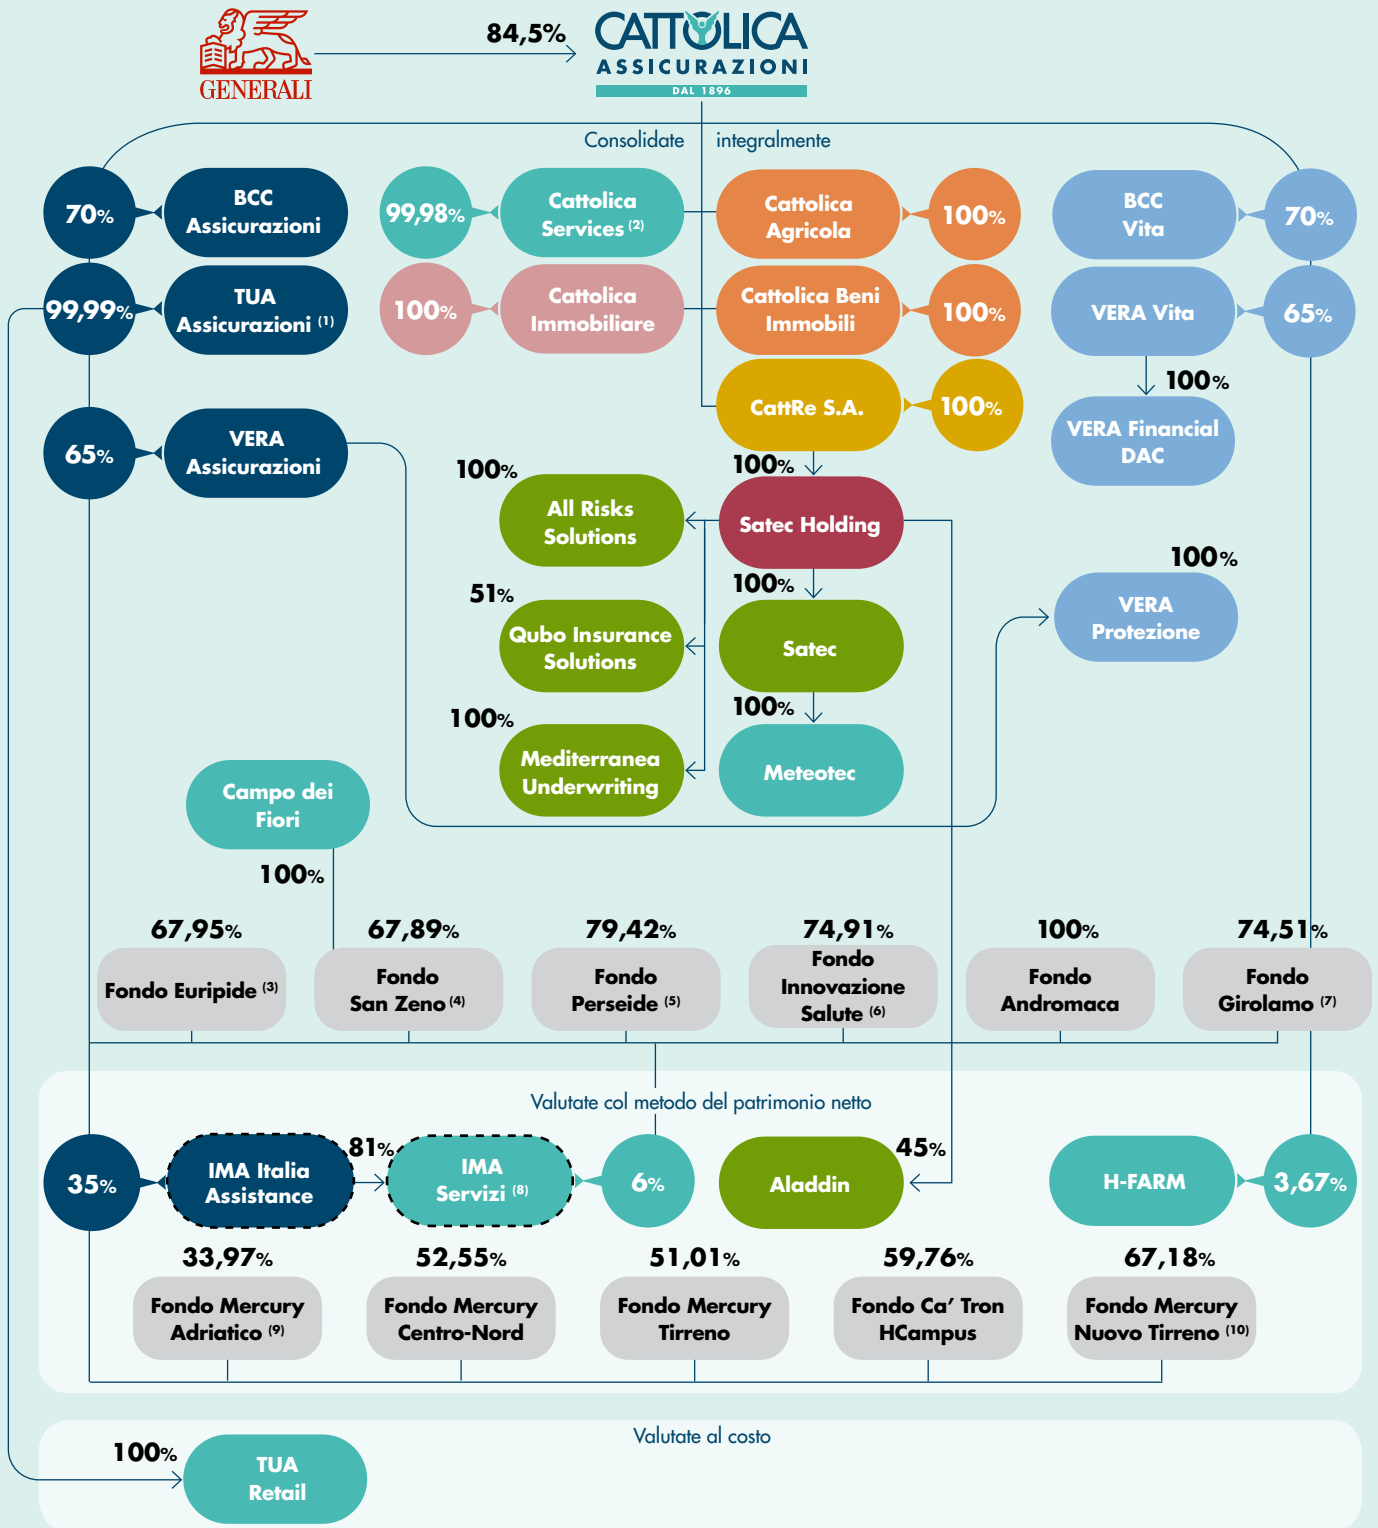 GENERALI
84,5%
CATTOLICA
ASSICURAZIONI
DAL 1896
Consolidate integralmente
70%
BCC
Assicurazioni
99,98%
Cattolica
Services (2)
Cattolica
Agricola
100%
BCC
Vita
70%
99,99%
TUA
Assicurazioni (1)
100%
Cattolica
Immobiliare
Cattolica Beni
Immobili
100%
VERA Vita
65%
CattRe S.A.
100%
100%
VERA Financial
DAC
65%
VERA
Assicurazioni
100%
100%
All Risks
Solutions
Satec Holding
51%
100%
100%
Qubo Insurance
Solutions
Satec
VERA
Protezione
100%
100%
Mediterranea
Underwriting
Meteotec
Campo dei
Fiori
100%
67,95%
Fondo Euripide (3)
67,89%
Fondo
San Zeno (4)
79,42%
Fondo
Perseide (5)
74,91%
Fondo
Innovazione
Salute (6)
100%
Fondo
Andromaca
74,51%
Fondo
Girolamo (7)
Valutate col metodo del patrimonio netto
35%
IMA Italia
Assistance
81%
IMA
Servizi (8)
6%
Aladdin
45%
H-FARM
3,67%
33,97%
Fondo Mercury
Adriatico (9)
52,55%
Fondo Mercury
Centro-Nord
51,01%
Fondo Mercury
Tirreno
59,76%
Fondo Ca’ Tron
HCampus
67,18%
Fondo Mercury
Nuovo Tirreno (10)
Valutate al costo
100%
TUA
Retail